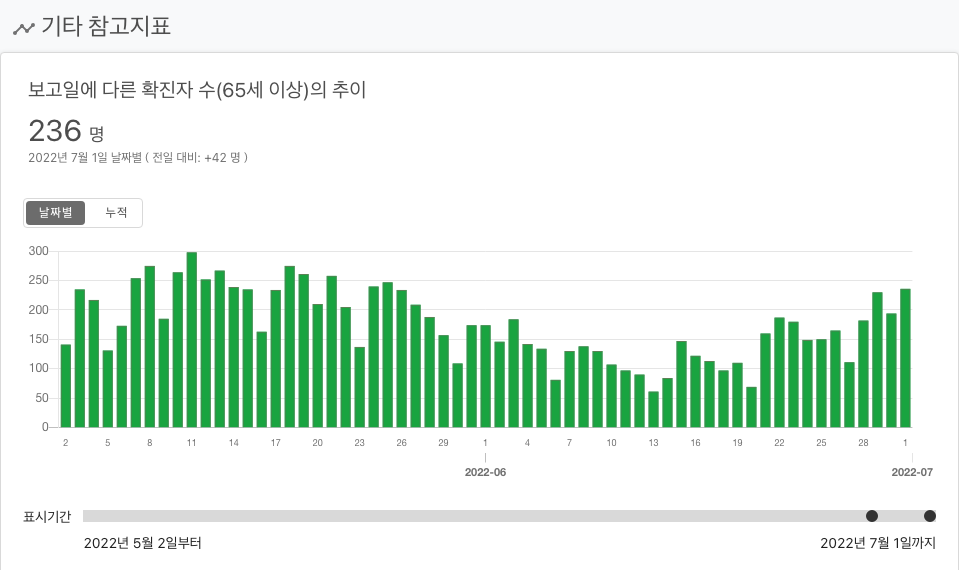 기타 참고지표
보고일에 다른 확진자 수(65세 이상)의 추이
236 명
2022년 7월 1일 날짜별 ( 전일 대비: +42 명 )
날짜별 누적
300
250
200
150
100
50
0
2 5 8 11 14 17 20 23 26 29 1 4 7 10 13 16 19 22 25 28 1
2022-06 2022-07
표시기간
2022년 5월 2일부터 2022년 7월 1일까지